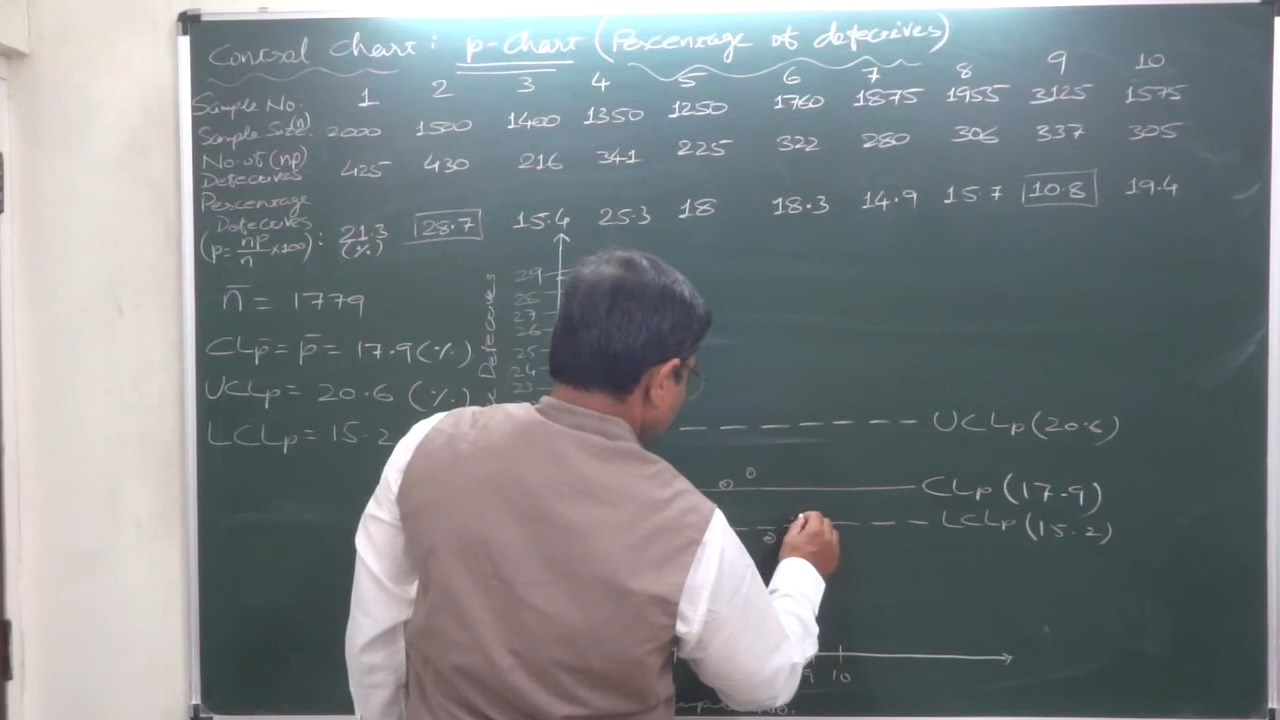 Control Chart: p-Chart (Percentage of defectives)
Sample No: 1 2 3 4 5 6 7 8 9 10
Sample Size(n): 2000 1500 1400 1350 1250 1760 1875 1955 3125 1575
No. of (np) Defectives 425 430 216 341 225 322 280 306 337 305
Percentage Defectives (p = np/n x100): 21.3 (%) 28.7 15.4 25.3 18 18.3 14.9 15.7 10.8 19.4
n̄ = 1779
CLp̄ = p̄ = 17.9 (%)
UCLp = 20.6 (%)
LCLp = 15.2
Defectives
29
28
27
26
25
24
23
UCLp (20.6)
CLp (17.9)
LCLp (15.2)
9 10